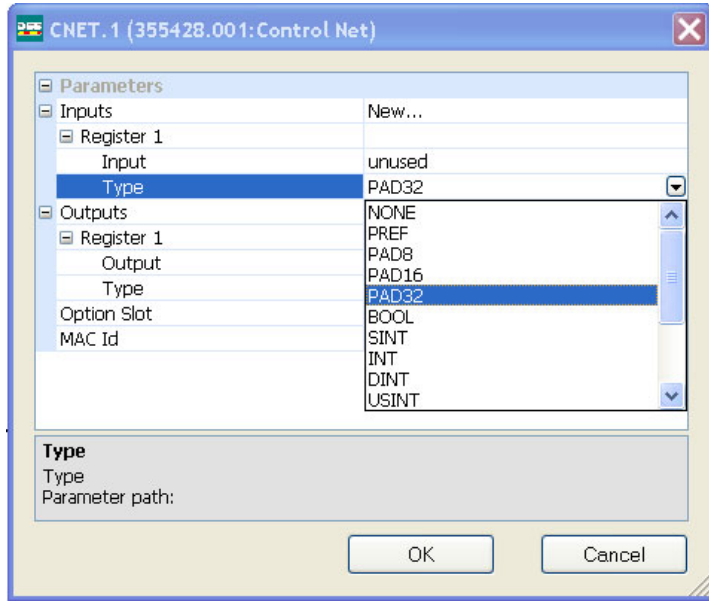 CNET.1 (355428.001:Control Net)
Parameters
Inputs New...
Register 1
Input unused
Type PAD32
Outputs
Register 1
Output
Type
Option Slot
MAC Id
NONE
PREF
PAD8
PAD16
PAD32
BOOL
SINT
INT
DINT
USINT
Type
Type
Parameter path:
OK Cancel